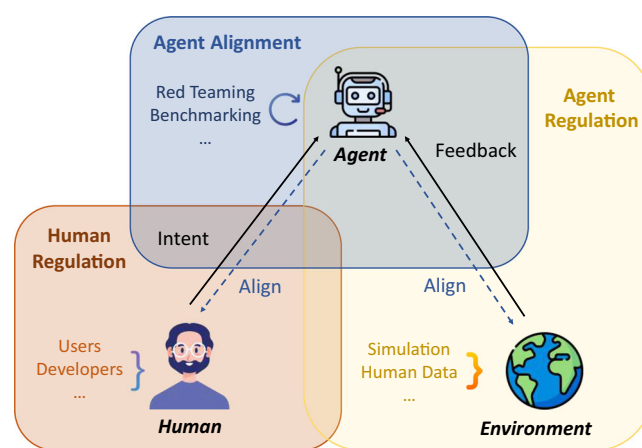 Agent Alignment
Red Teaming
Benchmarking
...
Agent
Agent
Regulation
Feedback
Human
Regulation
Intent
Align
Align
Users
Developers
...
Human
Simulation
Human Data
...
Environment